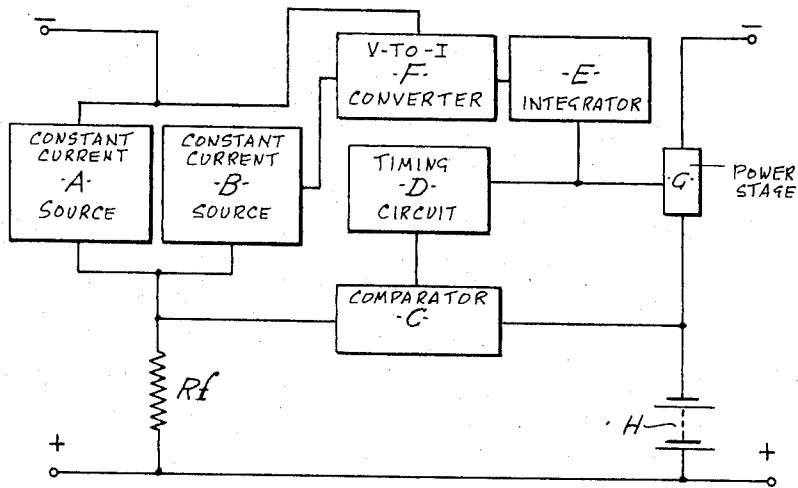 −
−
V-TO-I
-F-
CONVERTER
-E-
INTEGRATOR
CONSTANT
CURRENT
-A-
SOURCE
CONSTANT
CURRENT
-B-
SOURCE
TIMING
-D-
CIRCUIT
-G-
POWER
STAGE
COMPARATOR
-C-
Rf
H
+
+